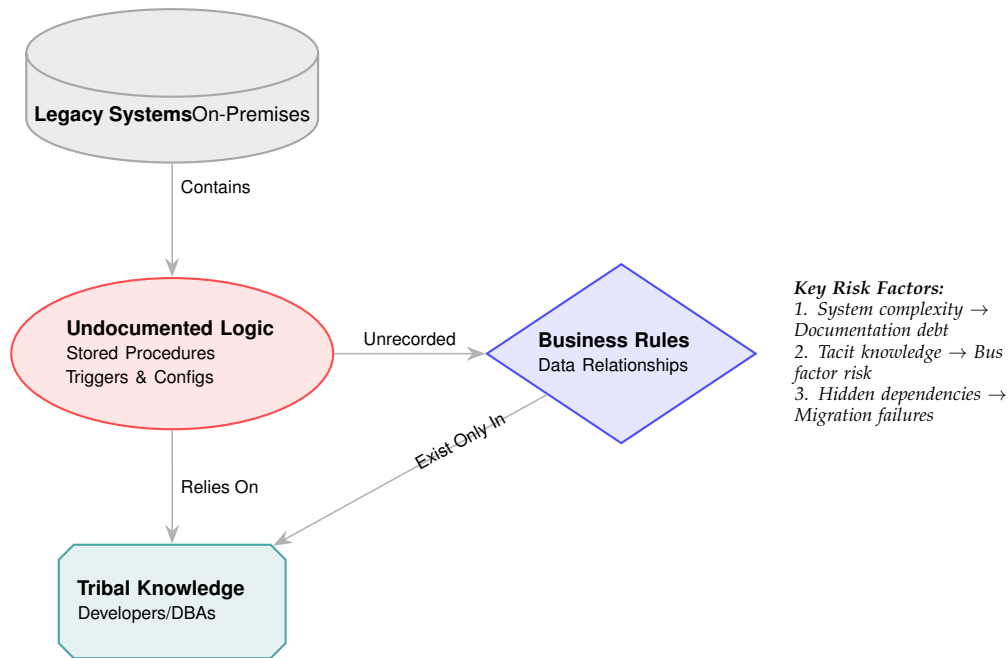 Legacy SystemsOn-Premises
Contains
Undocumented Logic
Stored Procedures
Triggers & Configs
Unrecorded
Business Rules
Data Relationships
Key Risk Factors:
1. System complexity →
Documentation debt
2. Tacit knowledge → Bus
factor risk
3. Hidden dependencies →
Migration failures
Exist Only In
Relies On
Tribal Knowledge
Developers/DBAs